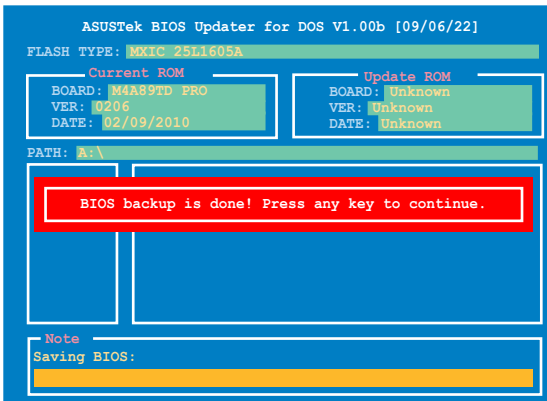 ASUSTek BIOS Updater for DOS V1.00b [09/06/22]
FLASH TYPE: MXIC 25L1605A
Current ROM
BOARD: M4A89TD PRO
VER: 0206
DATE: 02/09/2010
Update ROM
BOARD: Unknown
VER: Unknown
DATE: Unknown
PATH: A:\
BIOS backup is done! Press any key to continue.
Note
Saving BIOS: